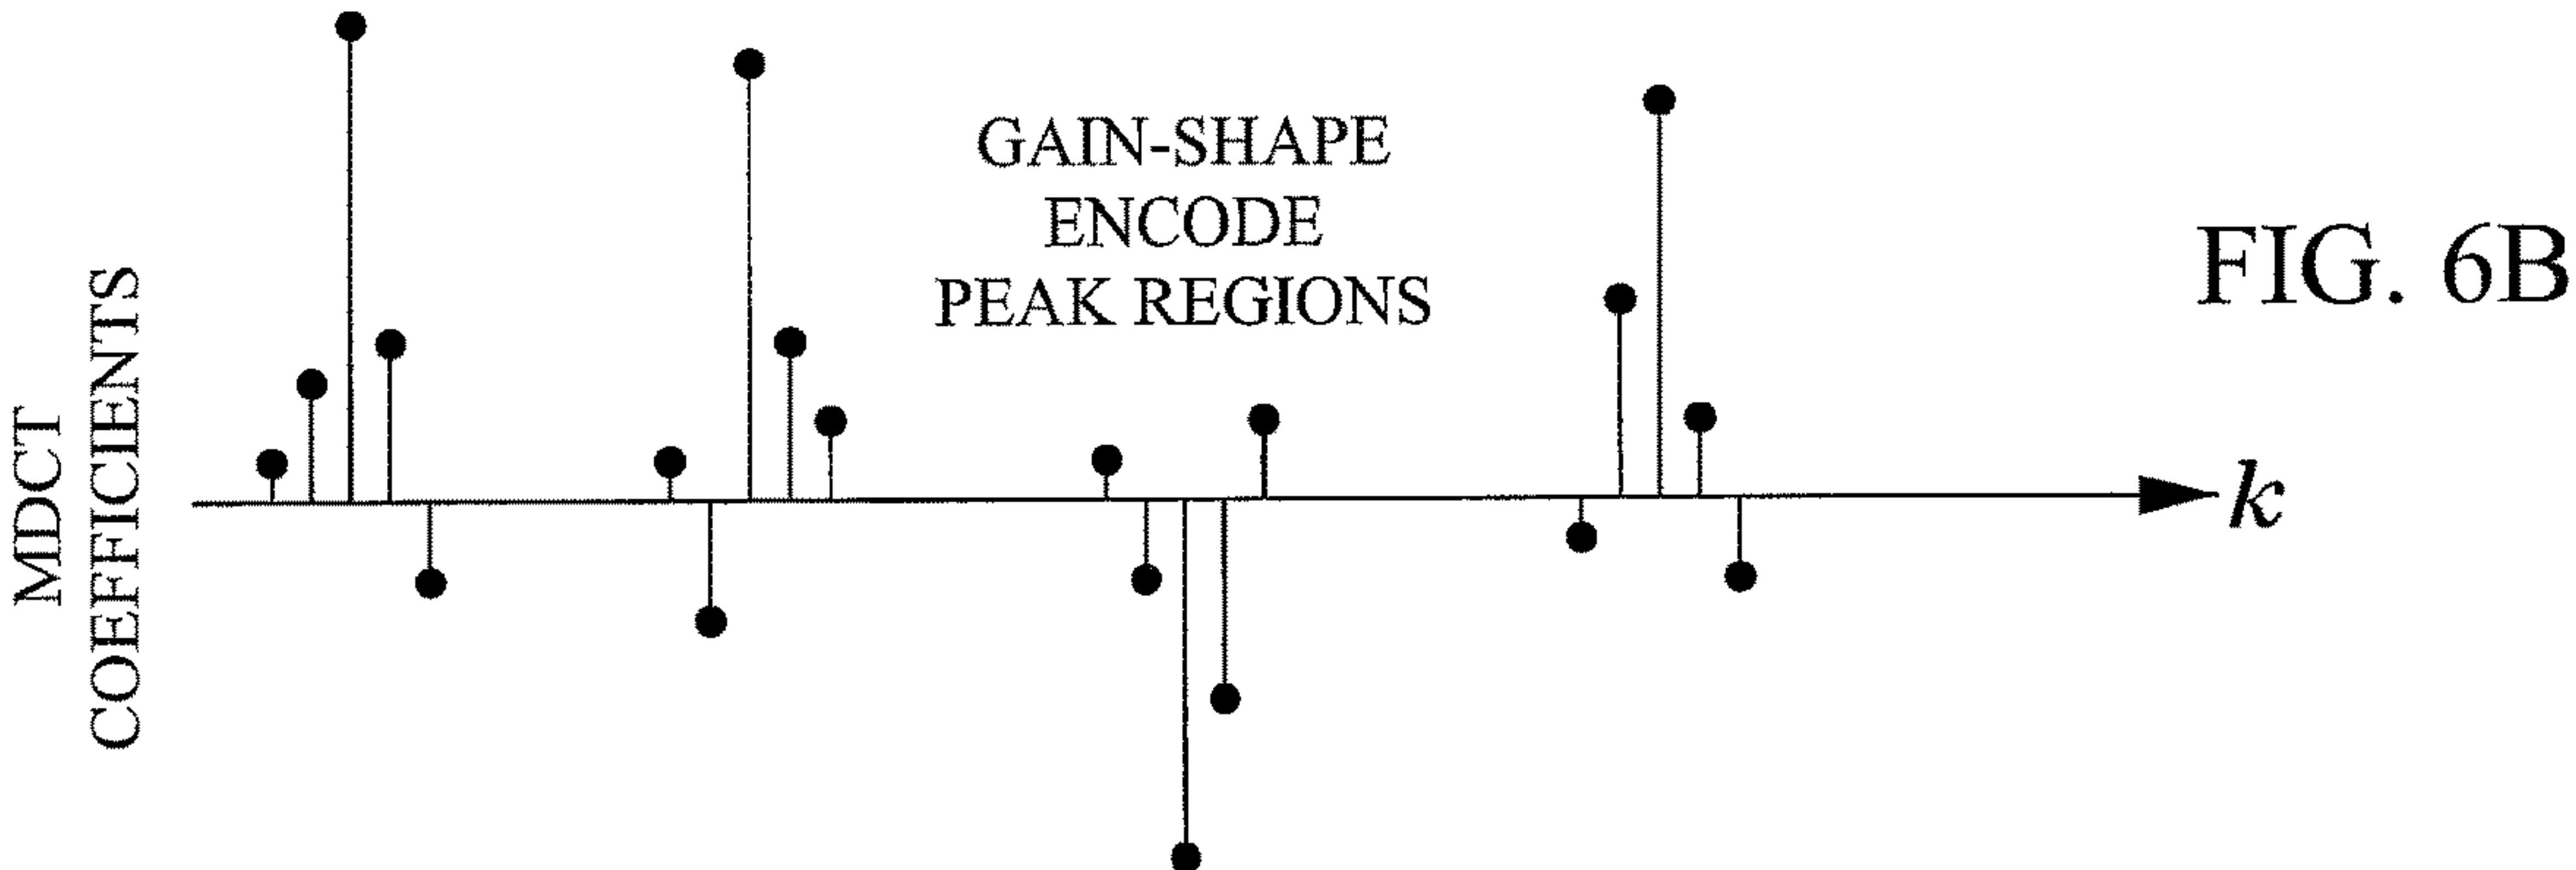 MDCT
COEFFICIENTS
GAIN-SHAPE
ENCODE
PEAK REGIONS
k
FIG. 6B